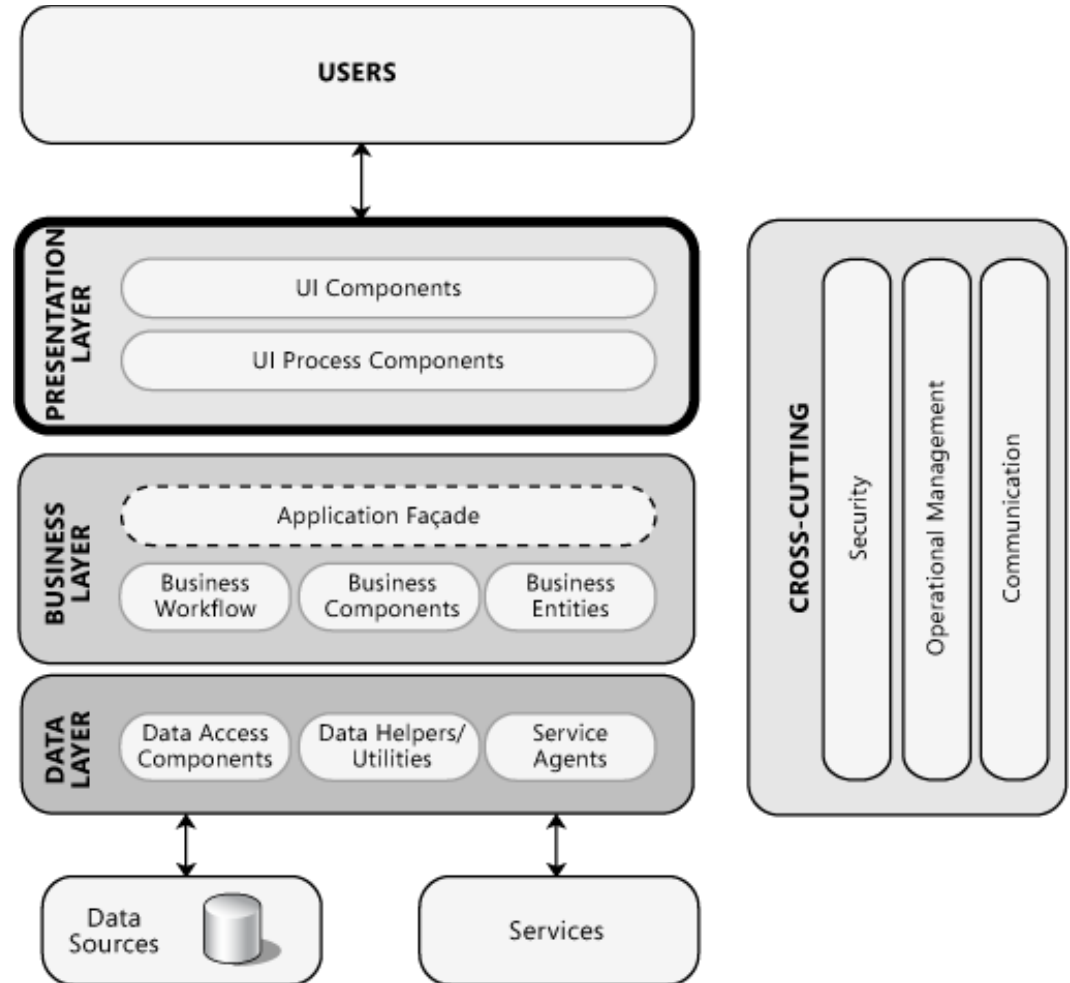 USERS
PRESENTATION
LAYER
UI Components
UI Process Components
BUSINESS
LAYER
Application Façade
Business
Workflow
Business
Components
Business
Entities
DATA
LAYER
Data Access
Components
Data Helpers/
Utilities
Service
Agents
Data
Sources
Services
CROSS-CUTTING
Security
Operational Management
Communication